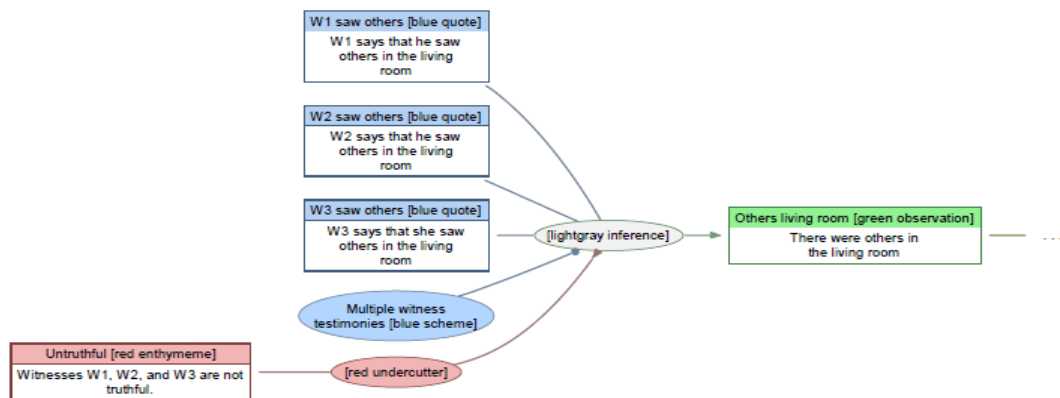 W1 saw others [blue quote]
W1 says that he saw
others in the living
room
W2 saw others [blue quote]
W2 says that he saw
others in the living
room
W3 saw others [blue quote]
W3 says that she saw
others in the living
room
[lightgray inference]
Others living room [green observation]
There were others in
the living room
...
Multiple witness
testimonies [blue scheme]
Untruthful [red enthymeme]
Witnesses W1, W2, and W3 are not
truthful.
[red undercutter]